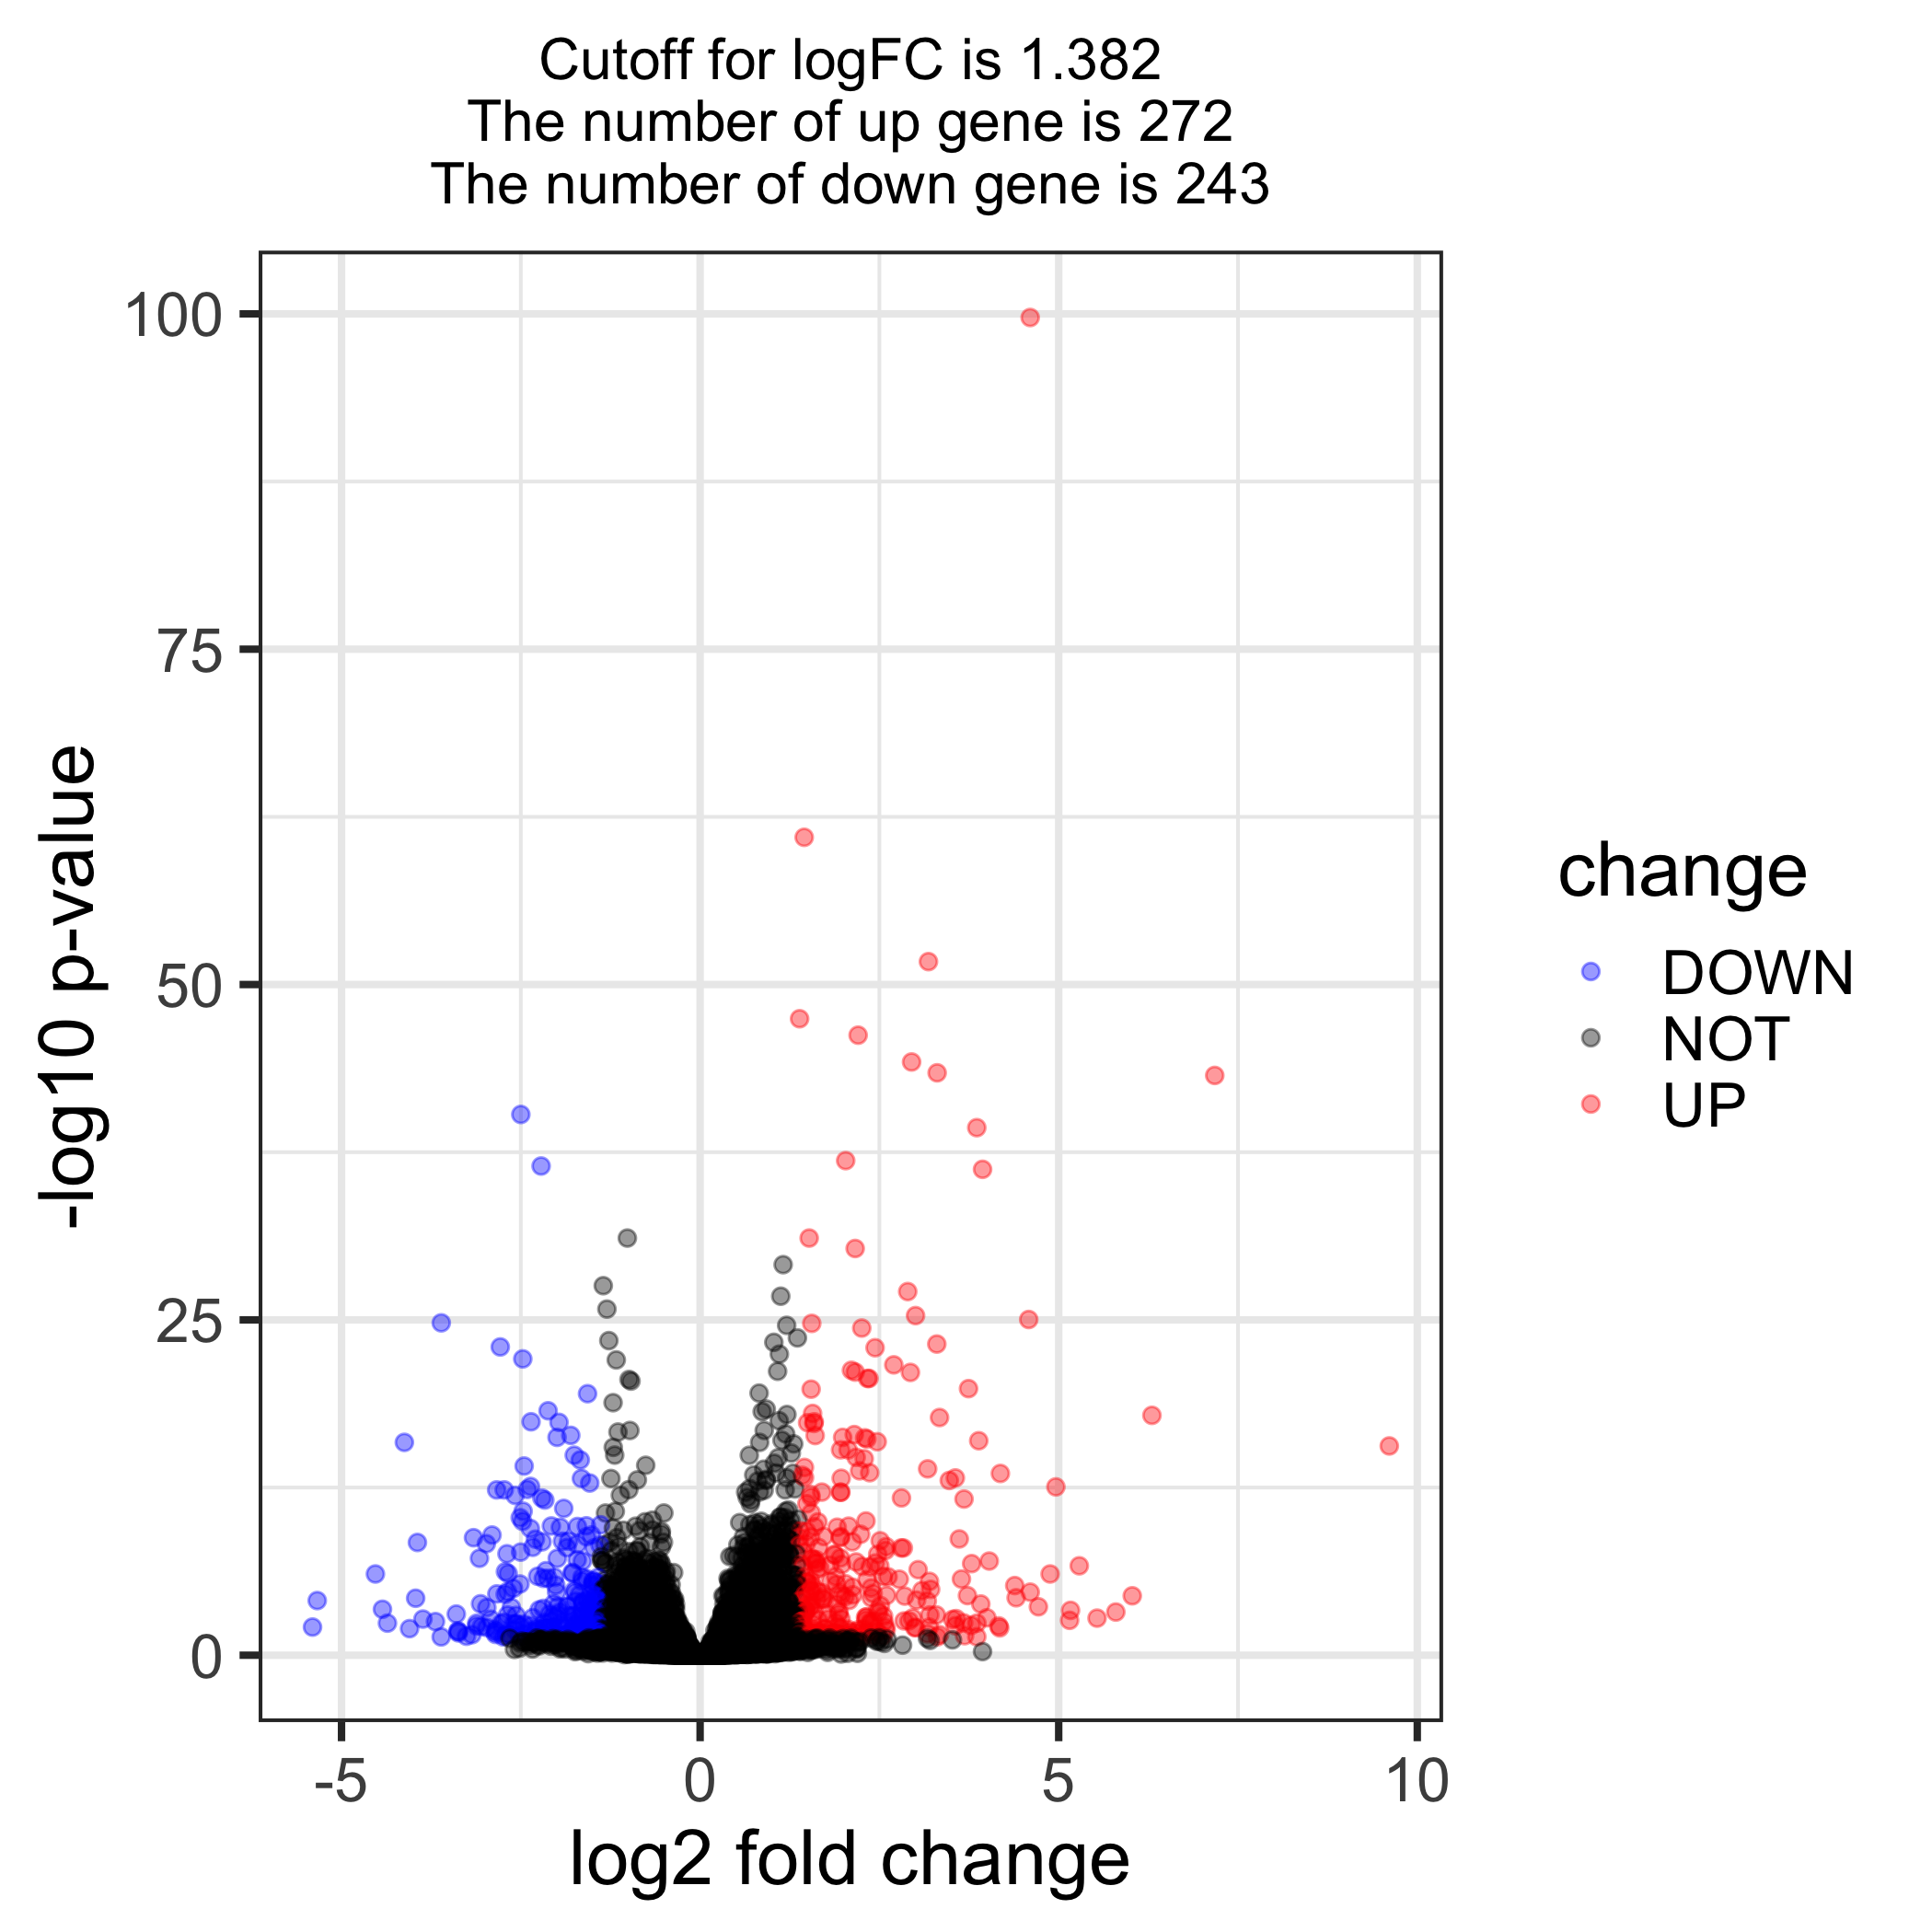 Cutoff for logFC is 1.382
The number of up gene is 272
The number of down gene is 243
100
75
50
25
0
-log10 p-value
-5
0
5
10
log2 fold change
change
DOWN
NOT
UP